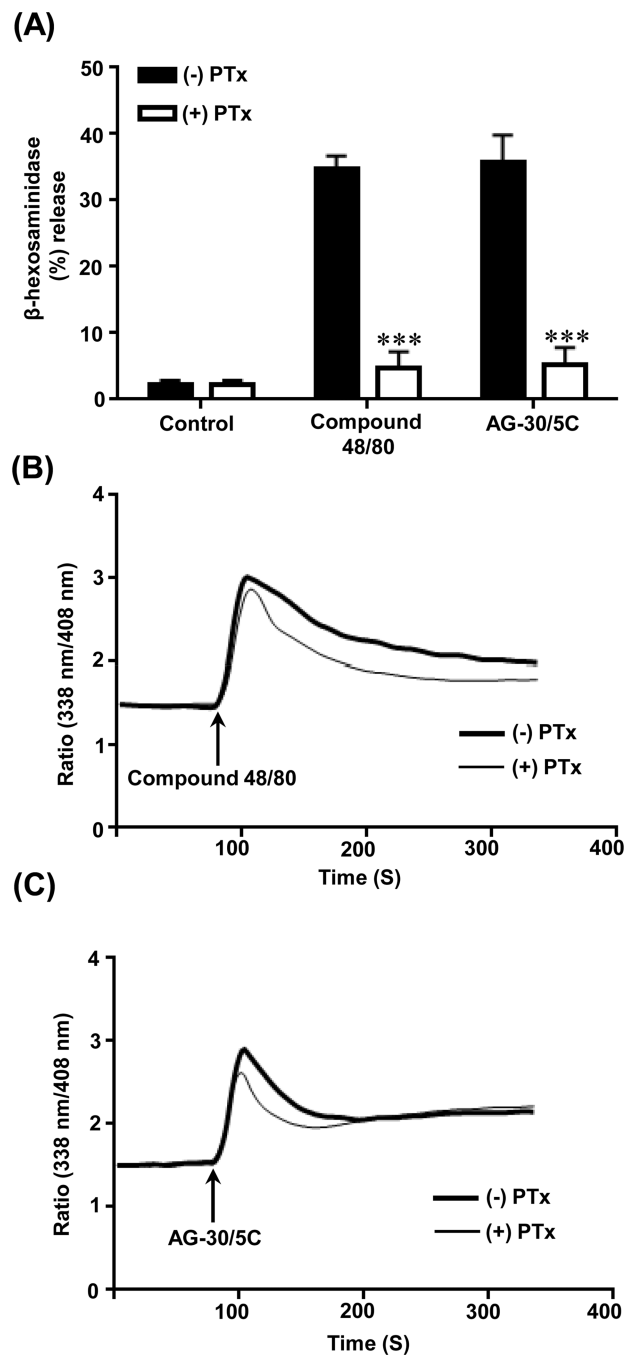 (A)
50
40
30
20
10
0
β-hexosaminidase
(%) release
(-) PTx
(+) PTx
***
***
Control
Compound
48/80
AG-30/5C
(B)
4
3
2
1
0
Ratio (338 nm/408 nm)
Compound 48/80
(-) PTx
(+) PTx
100
200
300
400
Time (S)
(C)
4
3
2
1
0
Ratio (338 nm/408 nm)
AG-30/5C
(-) PTx
(+) PTx
100
200
300
400
Time (S)